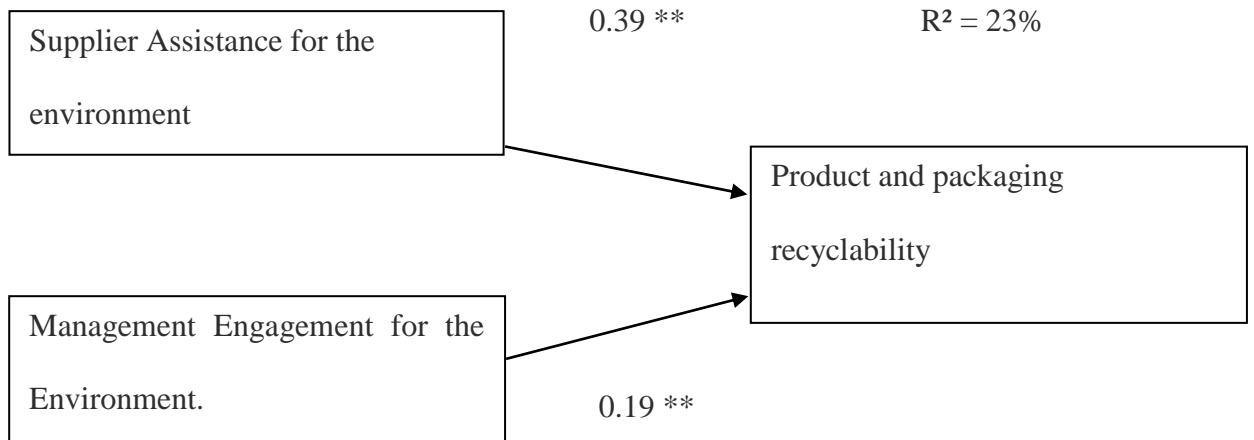 0.39 **
R² = 23%
Supplier Assistance for the
environment
Product and packaging
recyclability
Management Engagement for the
Environment.
0.19 **